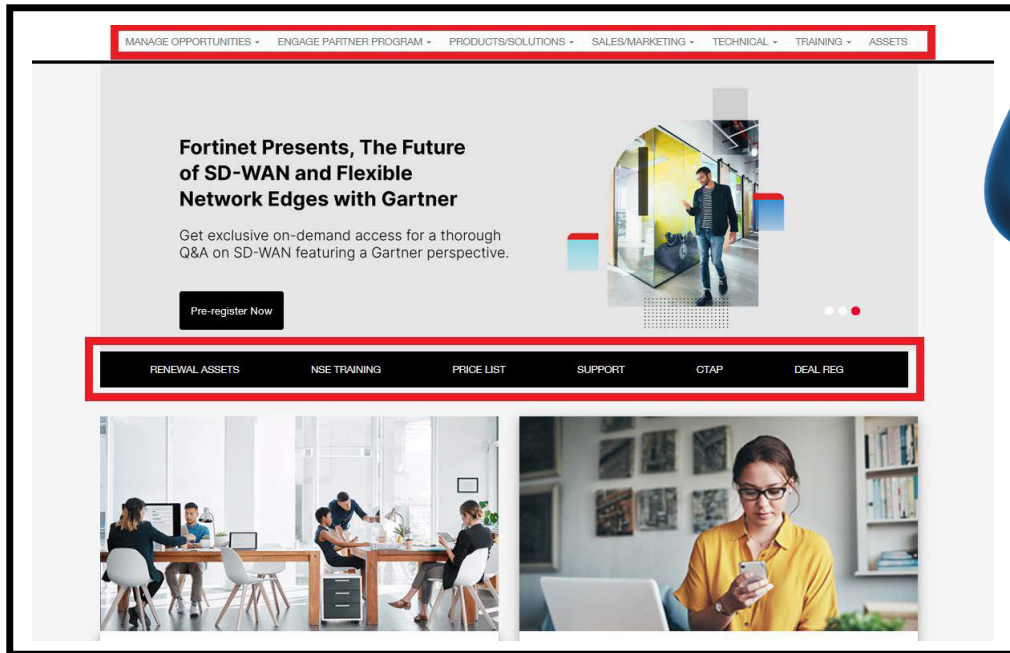 MANAGE OPPORTUNITIES ENGAGE PARTNER PROGRAM PRODUCTS/SOLUTIONS SALES/MARKETING TECHNICAL TRAINING ASSETS
Fortinet Presents, The Future
of SD-WAN and Flexible
Network Edges with Gartner
Get exclusive on-demand access for a thorough
Q&A on SD-WAN featuring a Gartner perspective.
Pre-register Now
RENEWAL ASSETS NSE TRAINING PRICE LIST SUPPORT CTAP DEAL REG